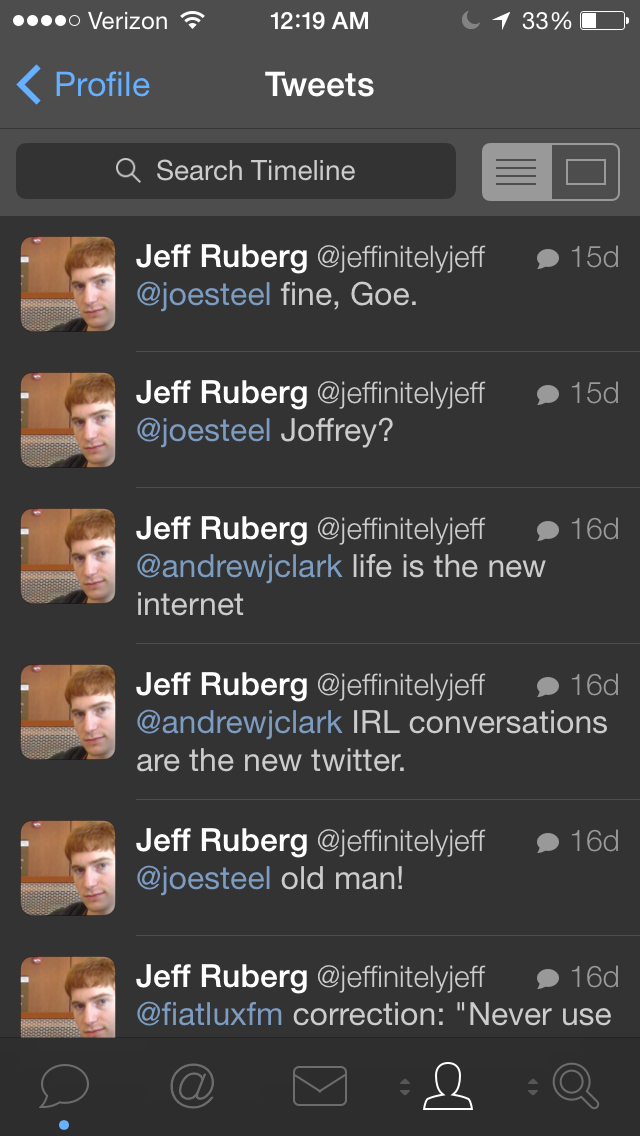 Verizon 12:19 AM 33%
Profile Tweets
Search Timeline
Jeff Ruberg @jeffinitelyjeff 15d
@joesteel fine, Goe.
Jeff Ruberg @jeffinitelyjeff 15d
@joesteel Joffrey?
Jeff Ruberg @jeffinitelyjeff 16d
@andrewjclark life is the new
internet
Jeff Ruberg @jeffinitelyjeff 16d
@andrewjclark IRL conversations
are the new twitter.
Jeff Ruberg @jeffinitelyjeff 16d
@joesteel old man!
Jeff Ruberg @jeffinitelyjeff 16d
@fiatluxfm correction: "Never use
@